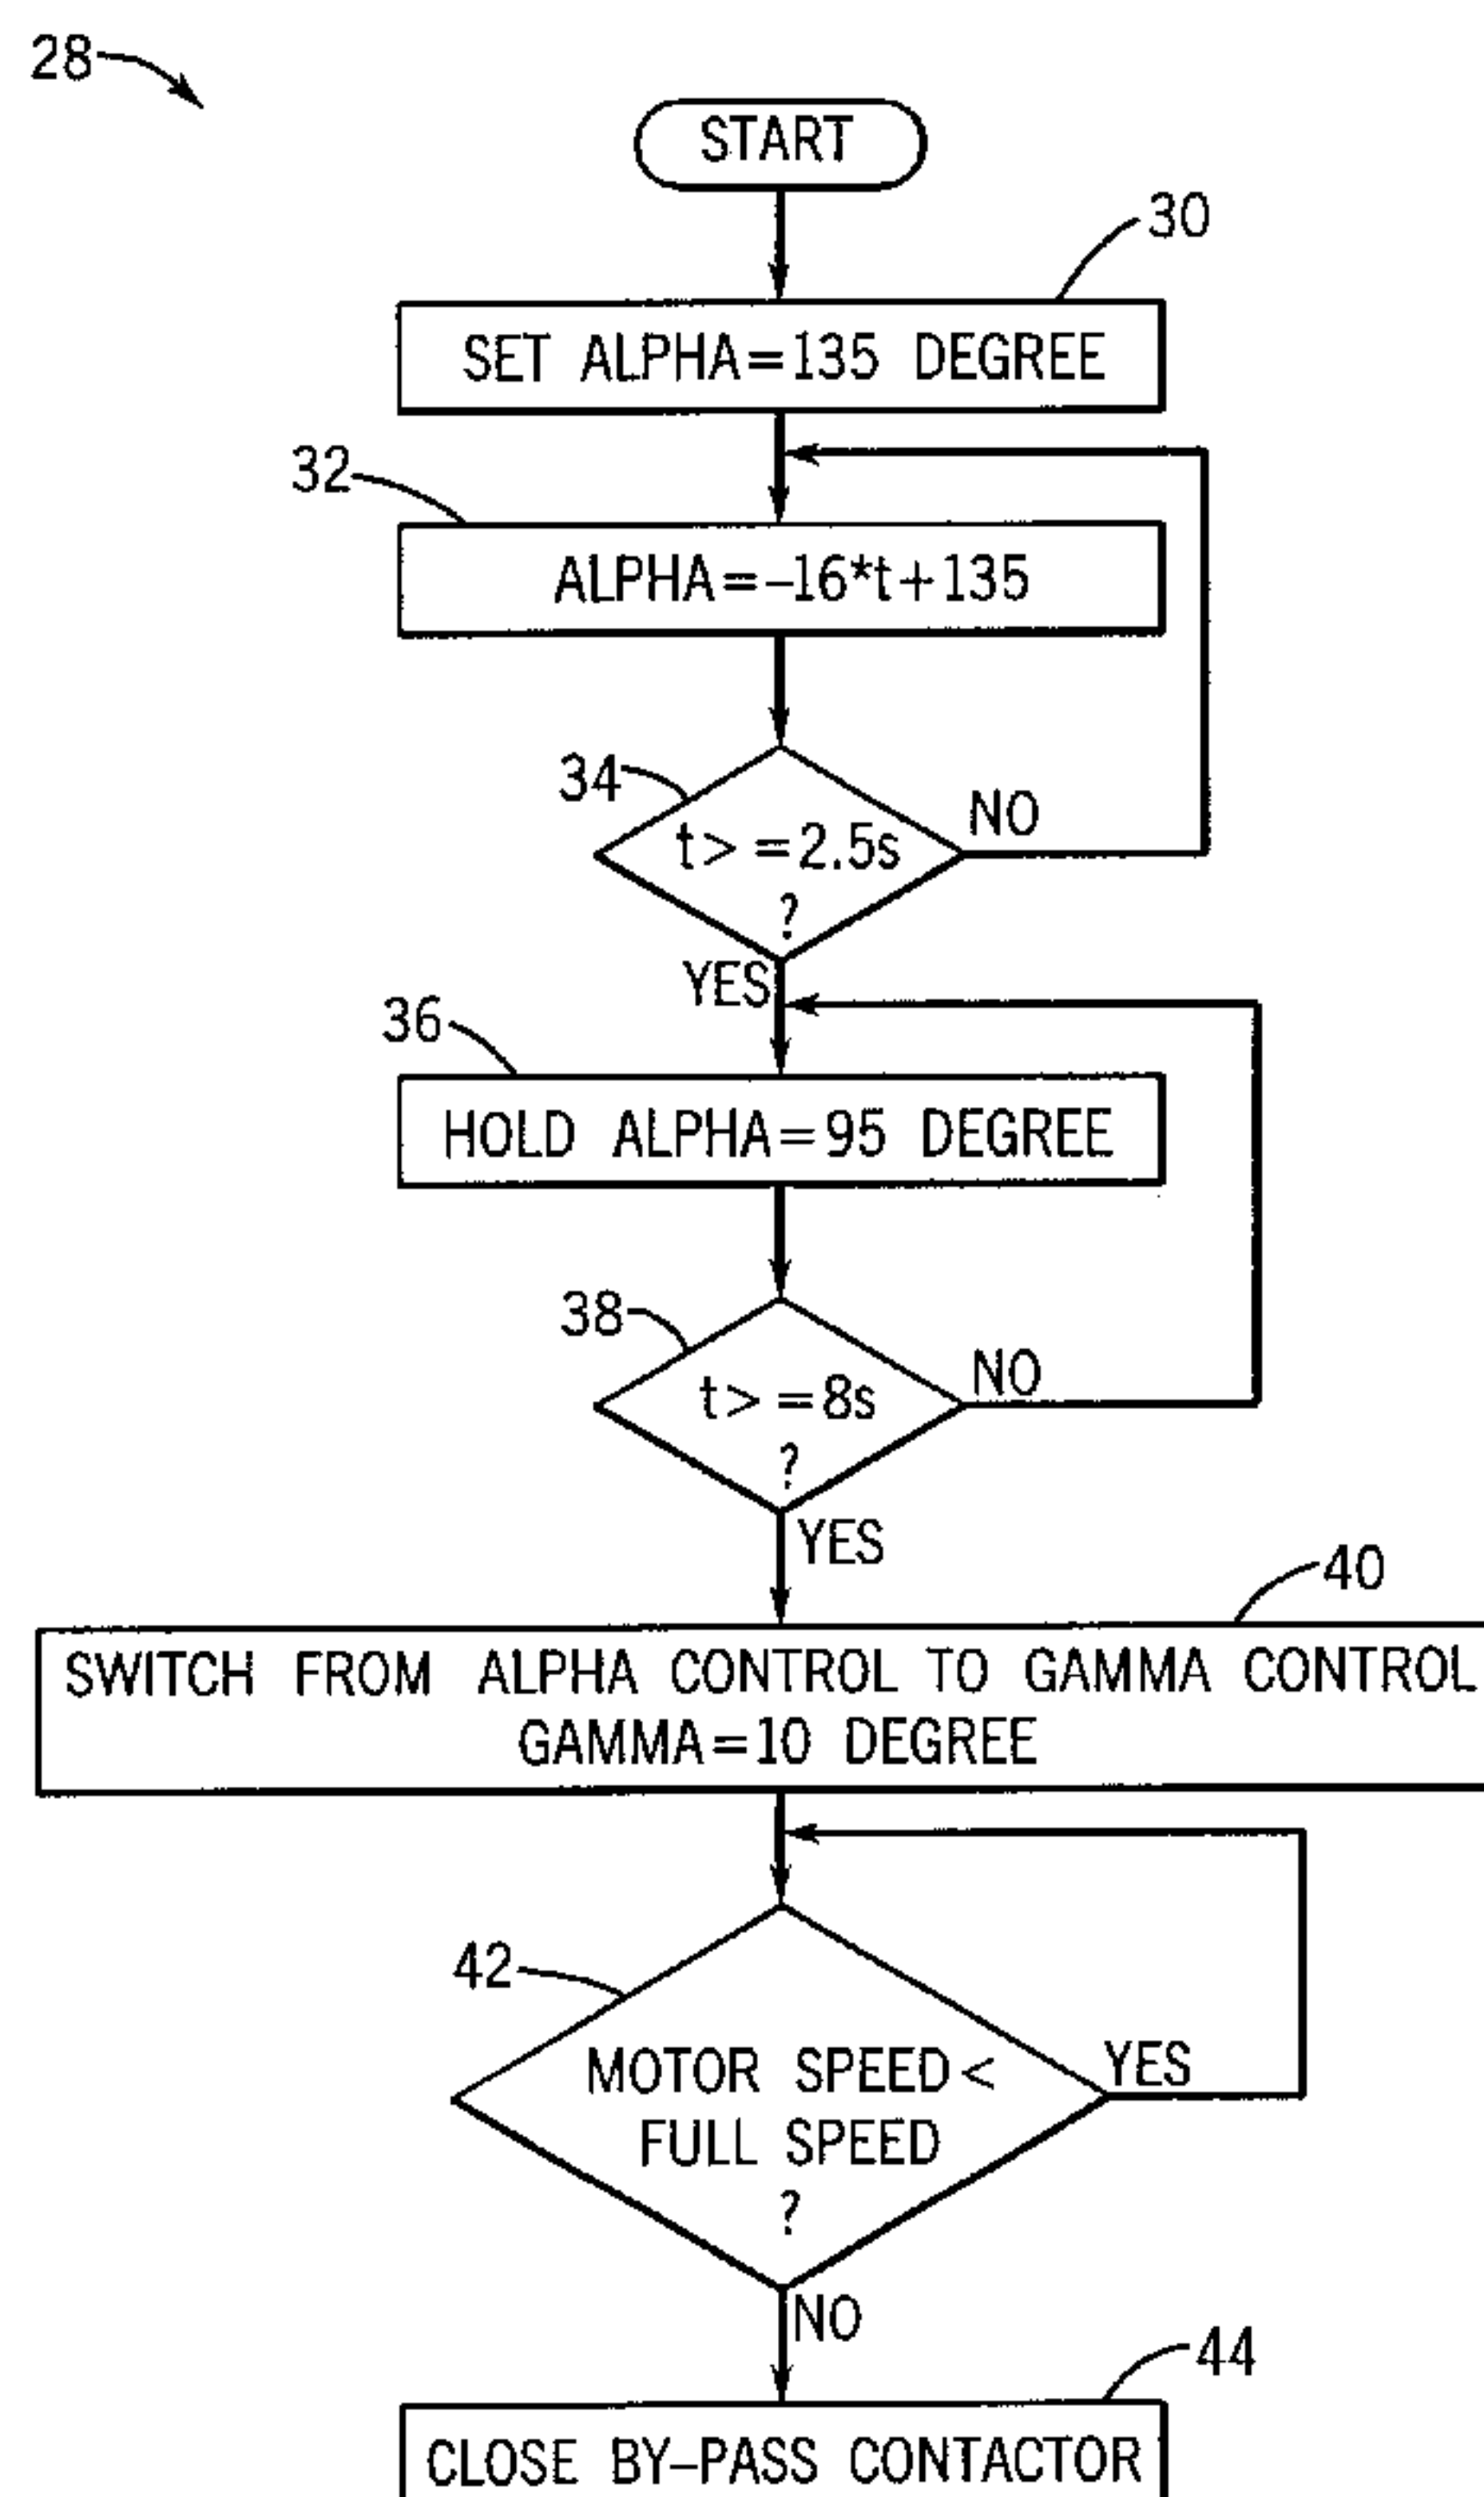 28
START
30
SET ALPHA=135 DEGREE
32
ALPHA=-16*t+135
34
NO
t>=2.5s
?
YES
36
HOLD ALPHA=95 DEGREE
38
NO
t>=8s
?
YES
40
SWITCH FROM ALPHA CONTROL TO GAMMA CONTROL
GAMMA=10 DEGREE
42
MOTOR SPEED<
YES
FULL SPEED
?
NO
44
CLOSE BY-PASS CONTACTOR